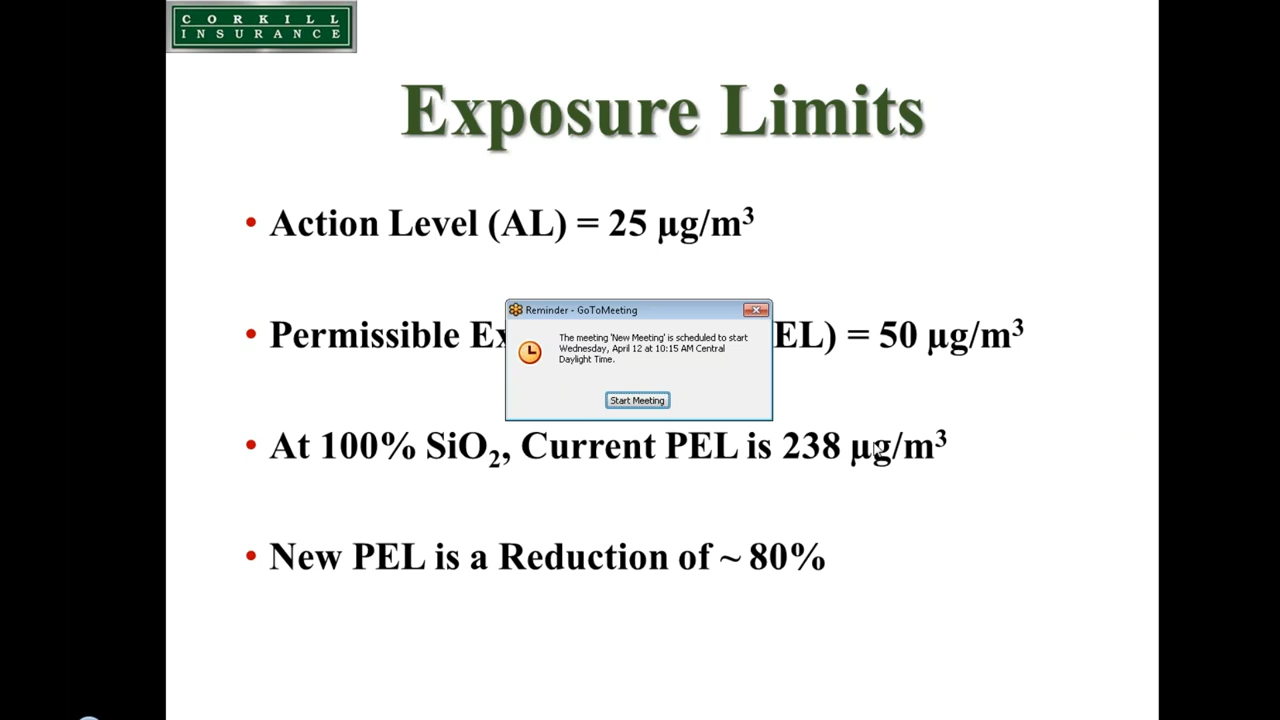 CORKILL
INSURANCE
Exposure Limits
• Action Level (AL) = 25 µg/m³
Reminder - GoToMeeting
The meeting 'New Meeting' is scheduled to start
Wednesday, April 12 at 10:15 AM Central
Daylight Time.
Start Meeting
• Permissible EL) = 50 µg/m³
• At 100% SiO₂, Current PEL is 238 µg/m³
• New PEL is a Reduction of ~ 80%